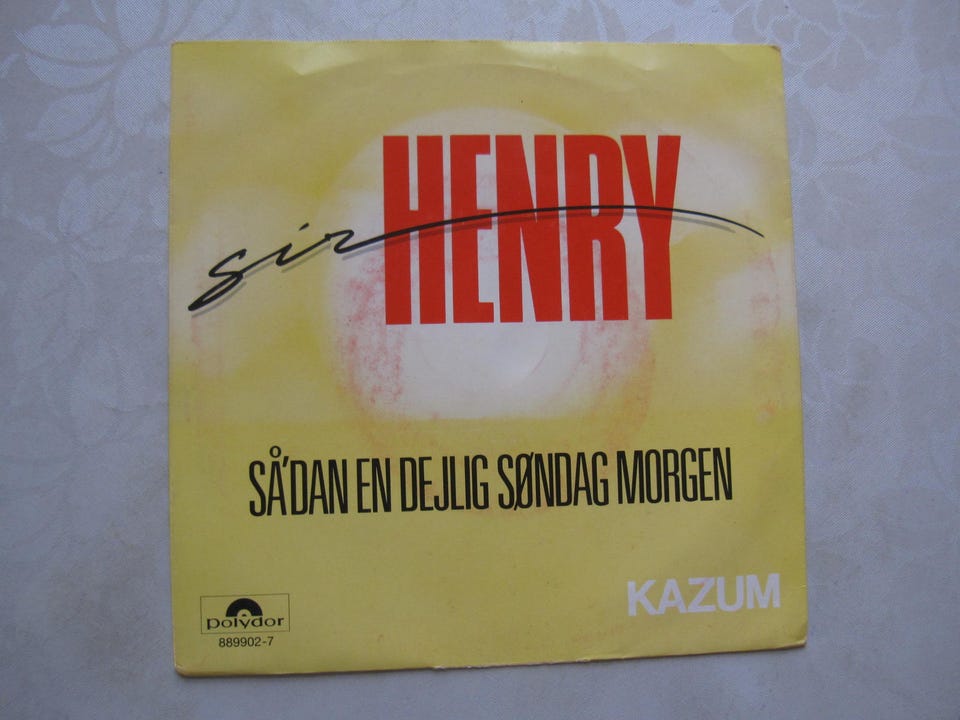 sir HENRY
SÅ'DAN EN DEJLIG SØNDAG MORGEN
KAZUM
polydor
889902-7